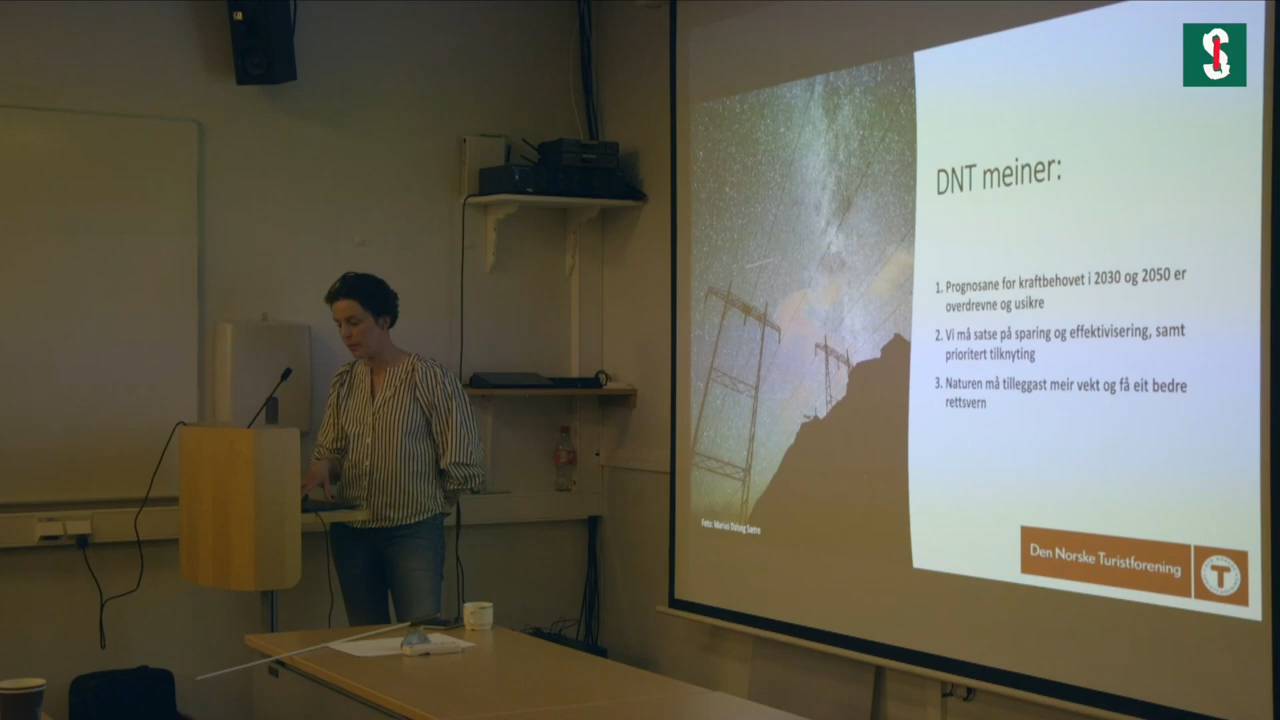 DNT meiner:
1. Prognosane for kraftbehovet i 2030 og 2050 er
overdrevne og usikre
2. Vi må satse på sparing og effektivisering, samt
prioritert tilknyting
3. Naturen må tilleggast meir vekt og få eit bedre
rettsvern
Foto: Marius Dalseg Sætre
Den Norske Turistforening
T